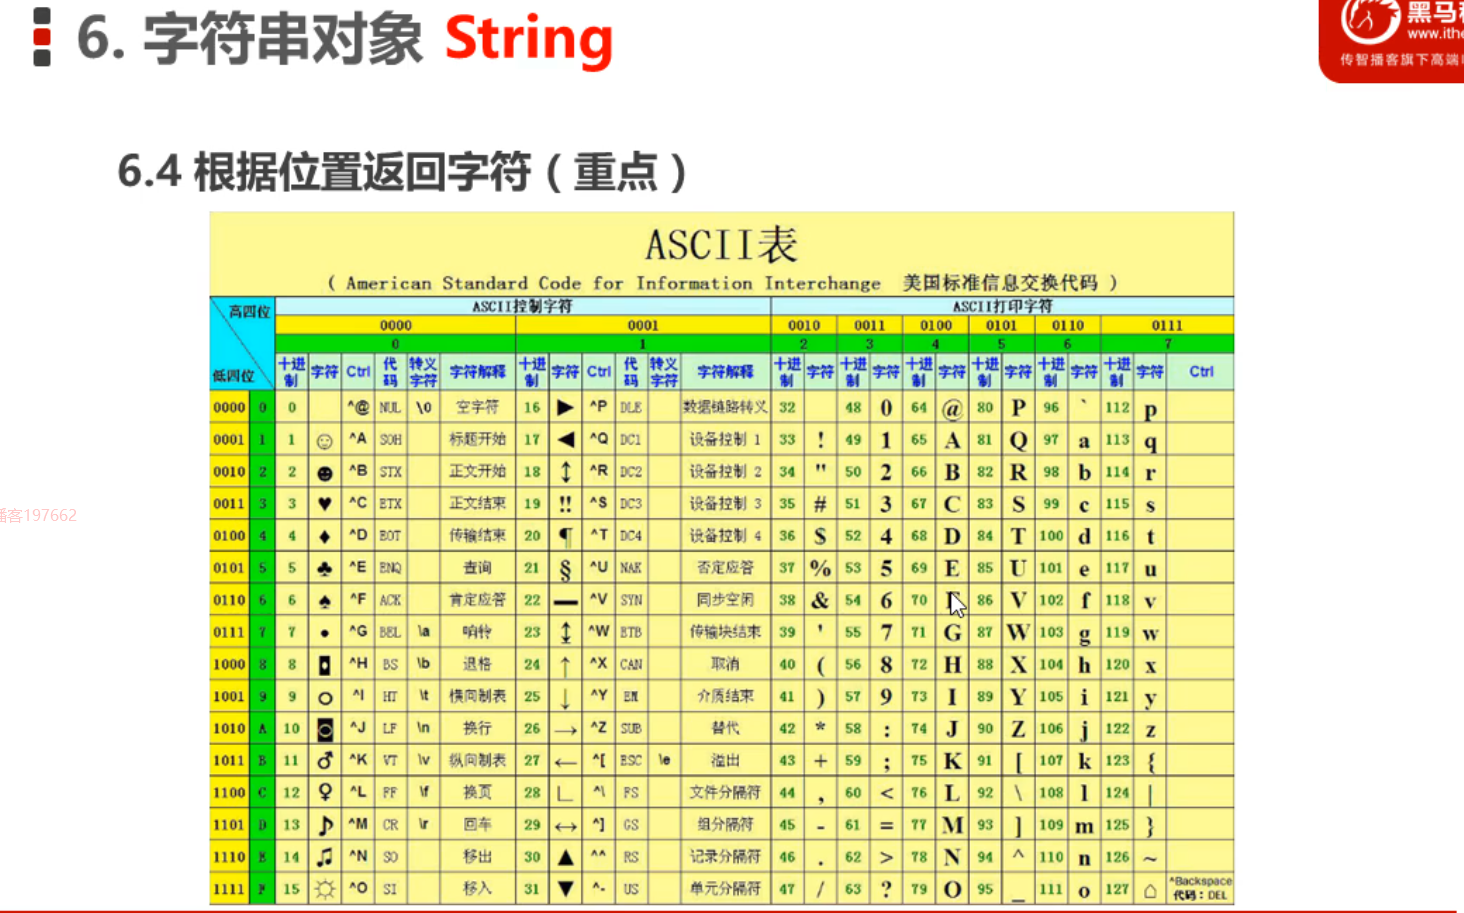 6. 字符串对象 String
黑马
www.ithe
传智播客旗下高端
6.4 根据位置返回字符（重点）
ASCII表
( American Standard Code for Information Interchange 美国标准信息交换代码 )
高四位 ASCII控制字符 ASCII打印字符
0000 0001 0010 0011 0100 0101 0110 0111
0 1 2 3 4 5 6 7
低四位 十进制 字符 Ctrl 代码 转义字符 字符解释 十进制 字符 Ctrl 代码 转义字符 字符解释 十进制 字符 十进制 字符 十进制 字符 十进制 字符 十进制 字符 十进制 字符 Ctrl
0000 0 0 ^@ NUL \0 空字符 16 ► ^P DLE 数据链路转义 32 48 0 64 @ 80 P 96 ` 112 p
0001 1 1 ☺ ^A SOH 标题开始 17 ◄ ^Q DC1 设备控制 1 33 ! 49 1 65 A 81 Q 97 a 113 q
0010 2 2 ☻ ^B STX 正文开始 18 ↕ ^R DC2 设备控制 2 34 " 50 2 66 B 82 R 98 b 114 r
0011 3 3 ♥ ^C ETX 正文结束 19 ‼ ^S DC3 设备控制 3 35 # 51 3 67 C 83 S 99 c 115 s
播客197662
0100 4 4 ♦ ^D EOT 传输结束 20 ¶ ^T DC4 设备控制 4 36 $ 52 4 68 D 84 T 100 d 116 t
0101 5 5 ♣ ^E ENQ 查询 21 § ^U NAK 否定应答 37 % 53 5 69 E 85 U 101 e 117 u
0110 6 6 ♠ ^F ACK 肯定应答 22 ▬ ^V SYN 同步空闲 38 & 54 6 70 86 V 102 f 118 v
0111 7 7 • ^G BEL \a 响铃 23 ↨ ^W ETB 传输块结束 39 ' 55 7 71 G 87 W 103 g 119 w
1000 8 8 ◘ ^H BS \b 退格 24 ↑ ^X CAN 取消 40 ( 56 8 72 H 88 X 104 h 120 x
1001 9 9 ○ ^I HT \t 横向制表 25 ↓ ^Y EM 介质结束 41 ) 57 9 73 I 89 Y 105 i 121 y
1010 A 10 ◙ ^J LF \n 换行 26 → ^Z SUB 替代 42 * 58 : 74 J 90 Z 106 j 122 z
1011 B 11 ♂ ^K VT \v 纵向制表 27 ← ^[ ESC \e 溢出 43 + 59 ; 75 K 91 [ 107 k 123 {
1100 C 12 ♀ ^L FF \f 换页 28 ∟ ^\ FS 文件分隔符 44 , 60 < 76 L 92 \ 108 l 124 |
1101 D 13 ♪ ^M CR \r 回车 29 ↔ ^] GS 组分隔符 45 - 61 = 77 M 93 ] 109 m 125 }
1110 E 14 ♫ ^N SO 移出 30 ▲ ^^ RS 记录分隔符 46 . 62 > 78 N 94 ^ 110 n 126 ~
1111 F 15 ☼ ^O SI 移入 31 ▼ ^- US 单元分隔符 47 / 63 ? 79 O 95 _ 111 o 127 ⌂ ^Backspace 代码：DEL